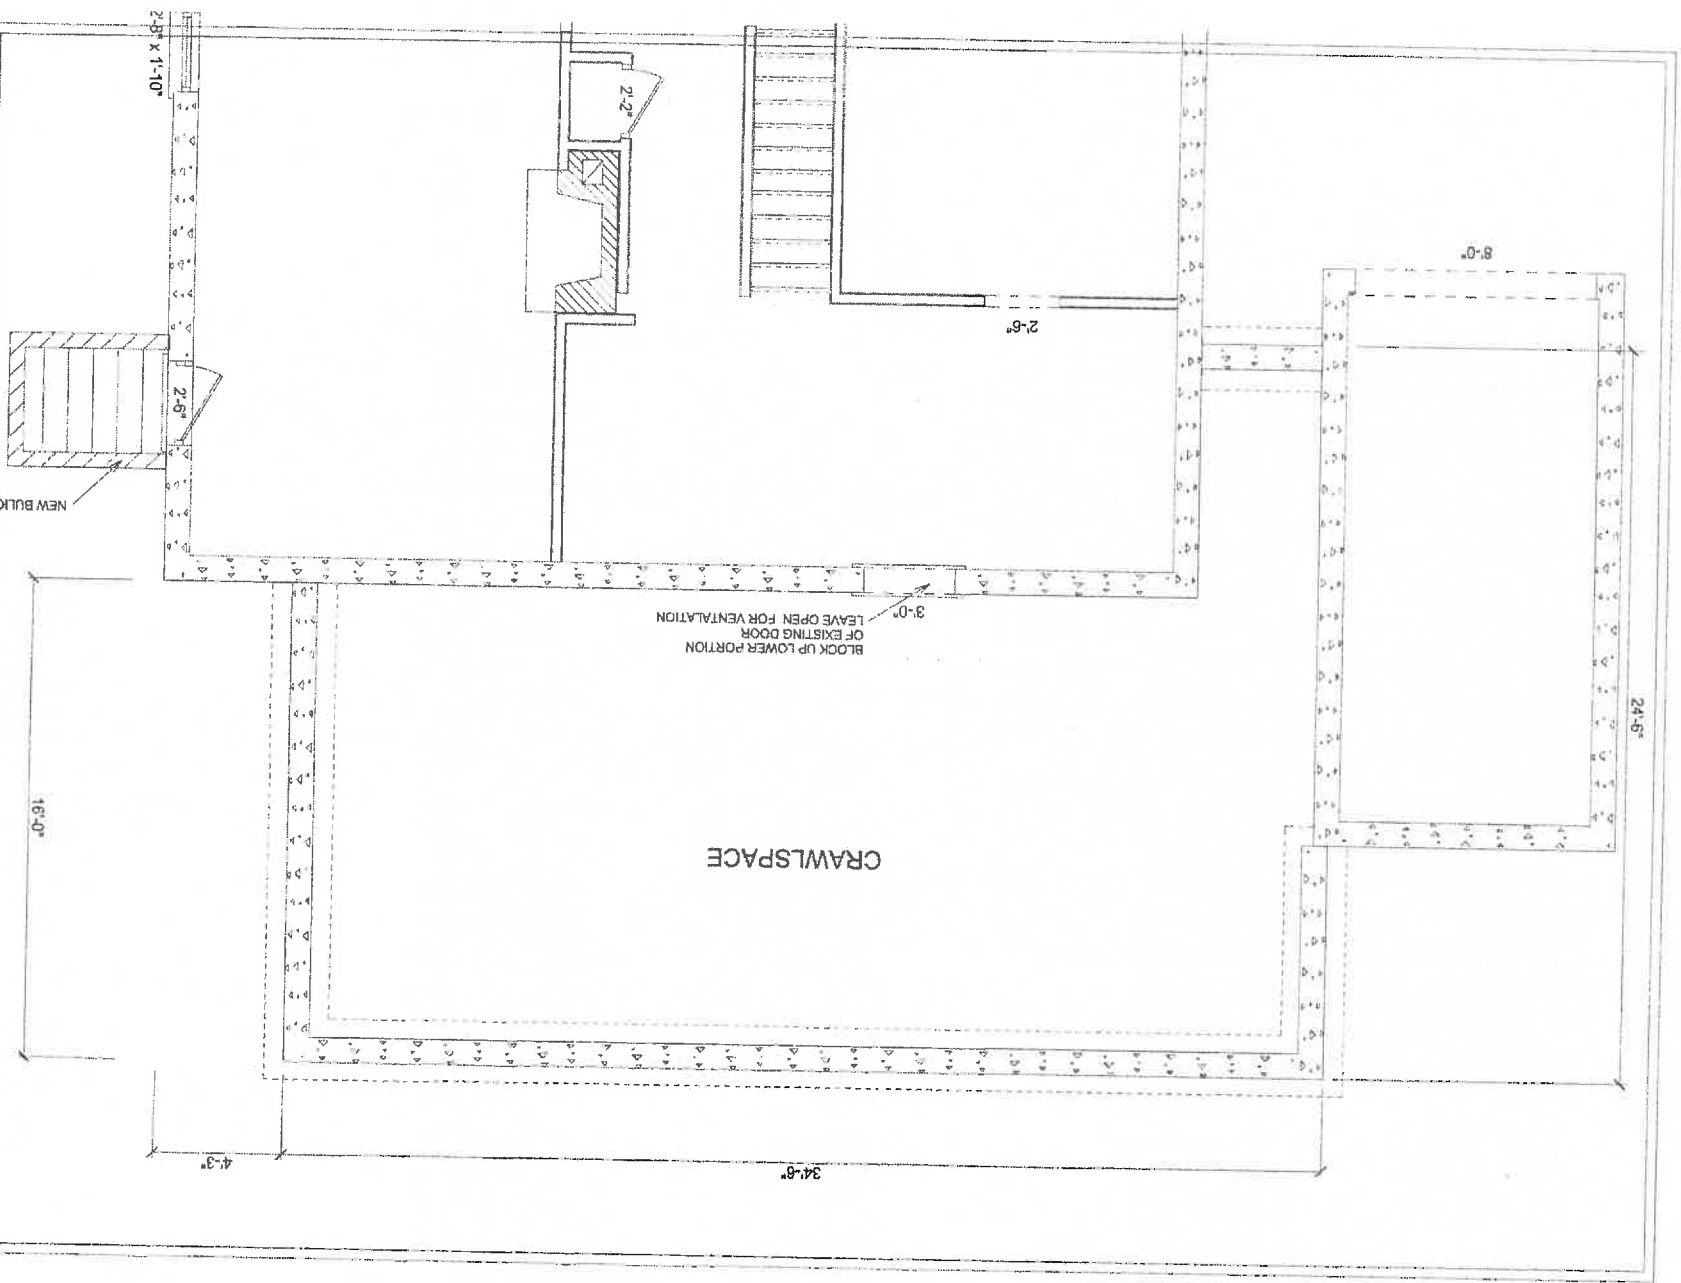 2'-8" x 1'-10"
2'-2"
8'-0"
2'-6"
2'-6"
NEW BULK
3'-0"
BLOCK UP LOWER PORTION
OF EXISTING DOOR
LEAVE OPEN FOR VENTALATION
24'-6"
16'-0"
CRAWLSPACE
4'-3"
34'-6"